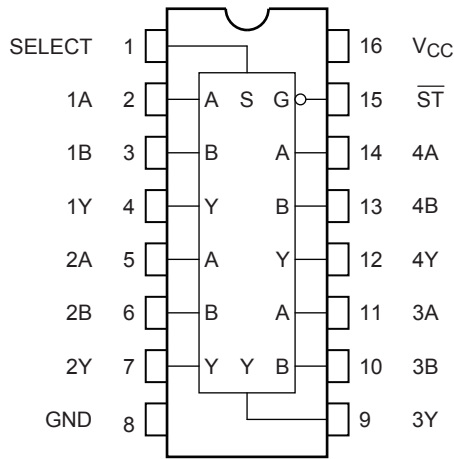 SELECT 1 16 VCC
1A 2 A S G 15 ST
1B 3 B A 14 4A
1Y 4 Y B 13 4B
2A 5 A Y 12 4Y
2B 6 B A 11 3A
2Y 7 Y Y B 10 3B
GND 8 9 3Y